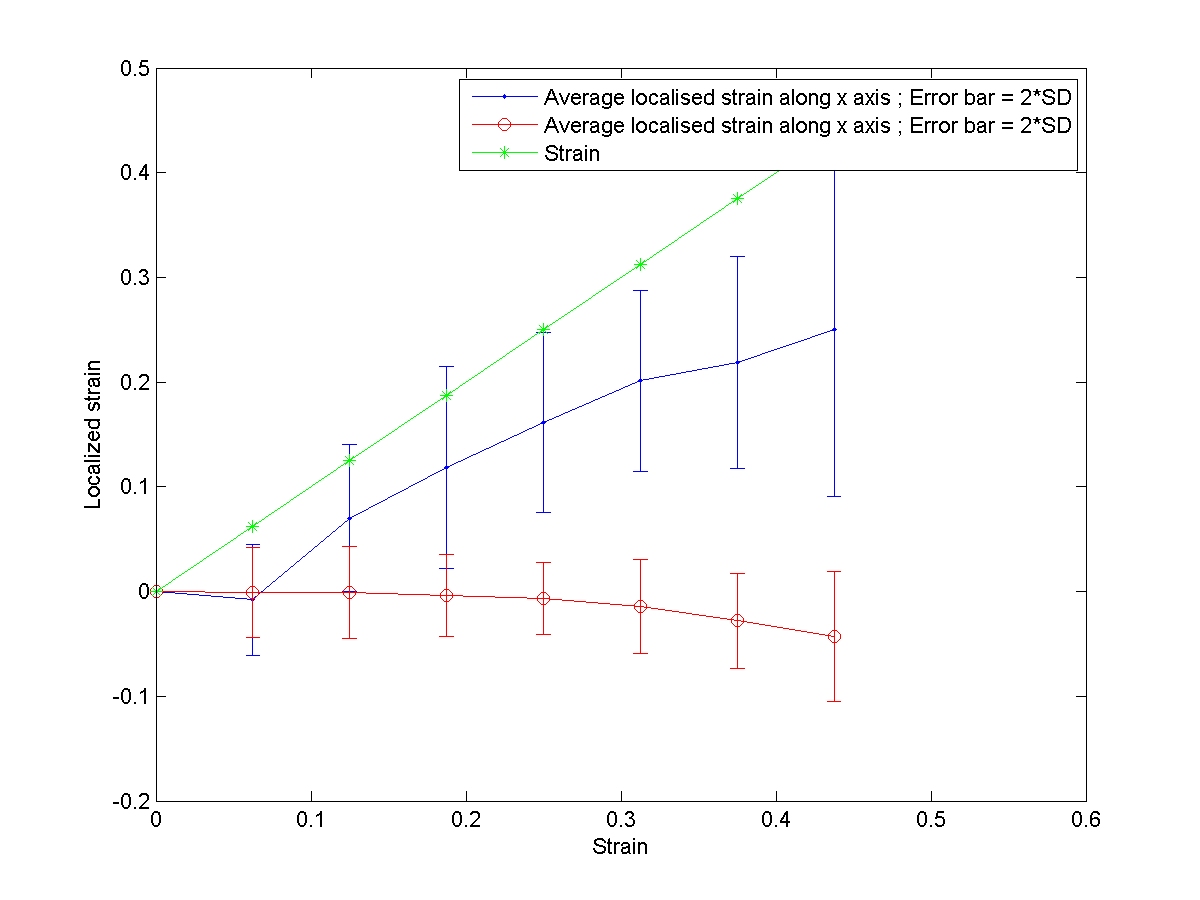 0.5
Average localised strain along x axis ; Error bar = 2*SD
Average localised strain along x axis ; Error bar = 2*SD
Strain
0.4
0.3
0.2
0.1
0
-0.1
-0.2
Localized strain
0 0.1 0.2 0.3 0.4 0.5 0.6
Strain